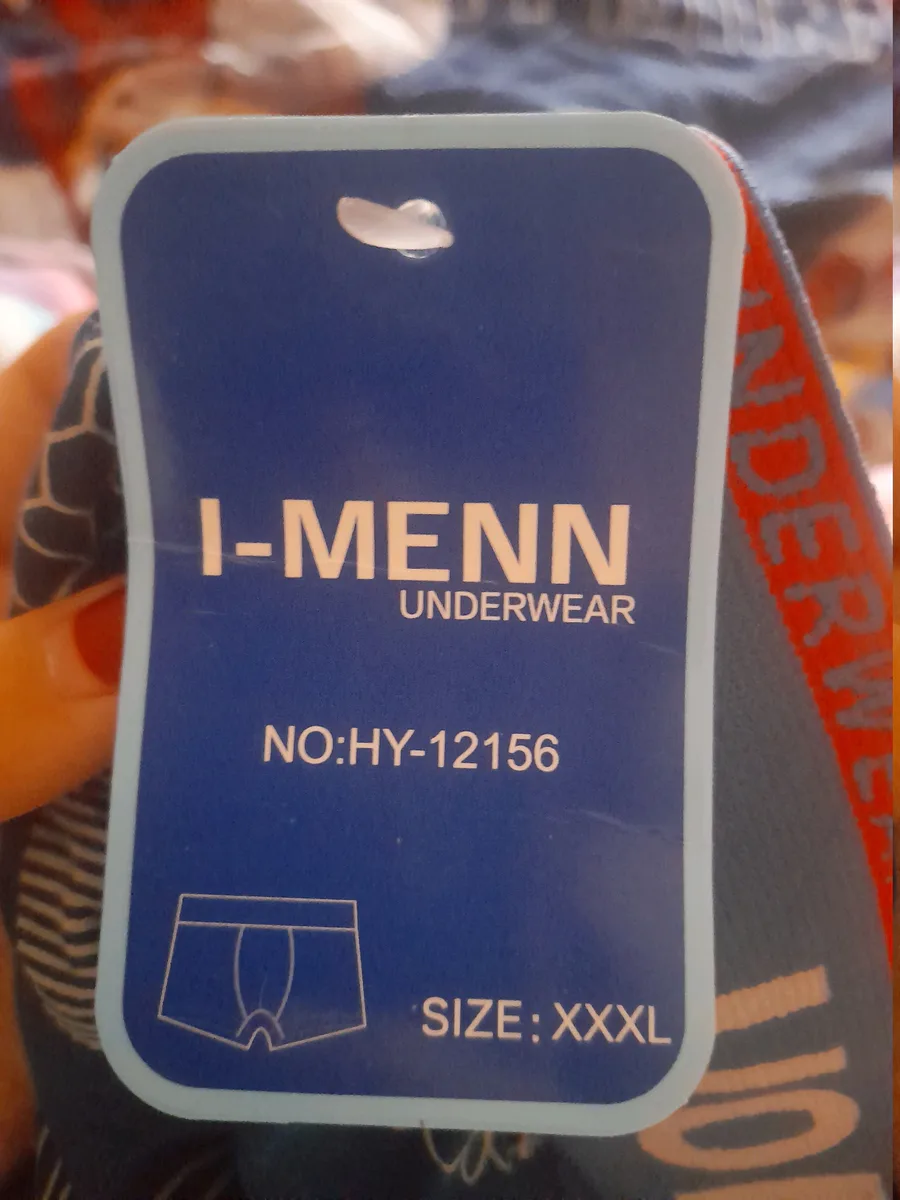 I-MENN
UNDERWEAR
NO:HY-12156
SIZE: XXXL
UNDERWEA